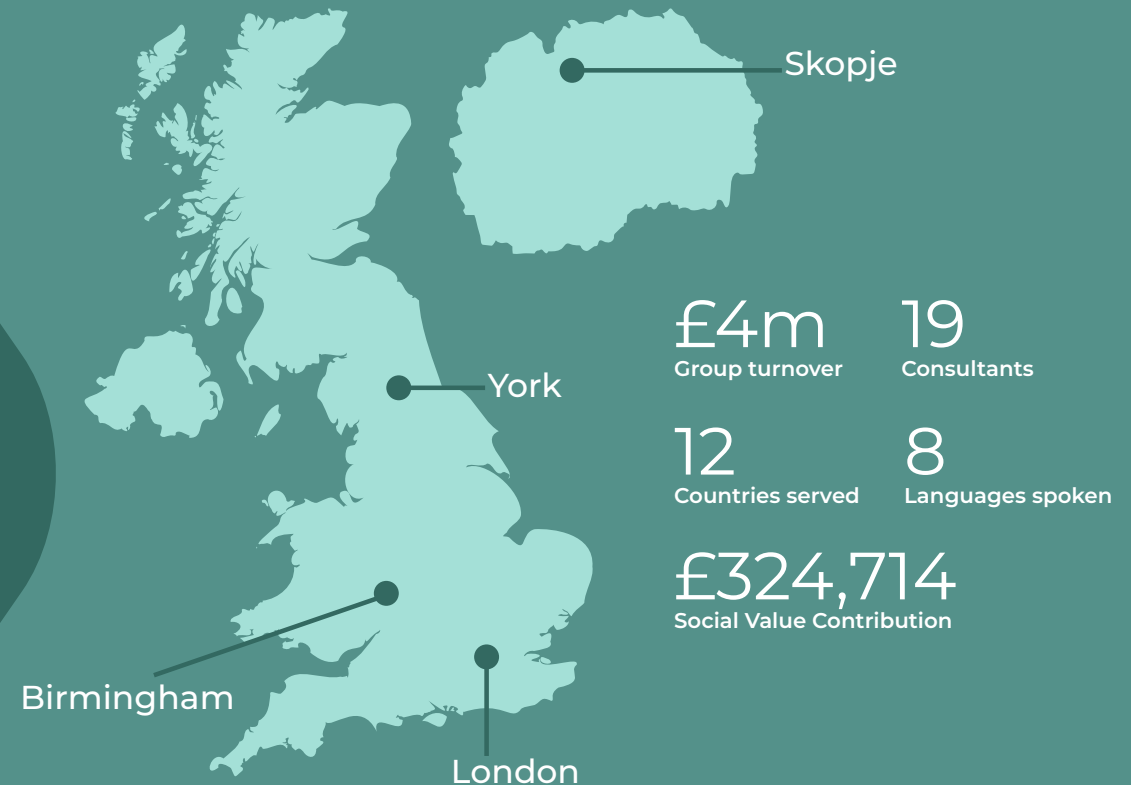 Skopje
York
Birmingham
London
£4m
Group turnover
19
Consultants
12
Countries served
8
Languages spoken
£324,714
Social Value Contribution